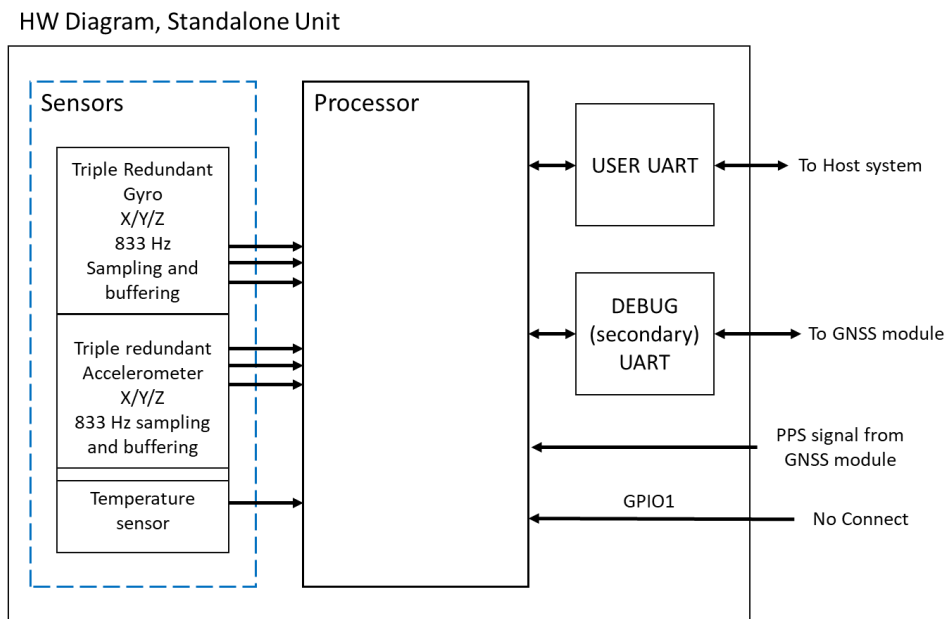 HW Diagram, Standalone Unit
Sensors
Triple Redundant
Gyro
X/Y/Z
833 Hz
Sampling and
buffering
Triple redundant
Accelerometer
X/Y/Z
833 Hz sampling
and buffering
Temperature
sensor
Processor
USER UART
To Host system
DEBUG
(secondary)
UART
To GNSS module
PPS signal from
GNSS module
GPIO1
No Connect